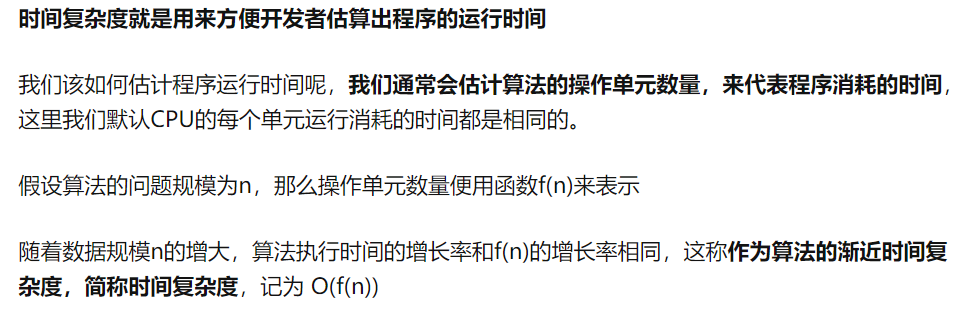 时间复杂度就是用来方便开发者估算出程序的运行时间
我们该如何估计程序运行时间呢，我们通常会估计算法的操作单元数量，来代表程序消耗的时间，
这里我们默认CPU的每个单元运行消耗的时间都是相同的。
假设算法的问题规模为n，那么操作单元数量便用函数f(n)来表示
随着数据规模n的增大，算法执行时间的增长率和f(n)的增长率相同，这称作为算法的渐近时间复
杂度，简称时间复杂度，记为 O(f(n))